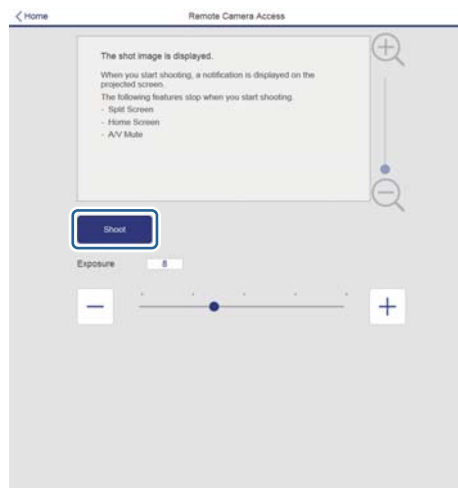 < Home
Remote Camera Access
The shot image is displayed.
When you start shooting, a notification is displayed on the
projected screen.
The following features stop when you start shooting.
- Split Screen
- Home Screen
- A/V Mute
Shoot
Exposure 8